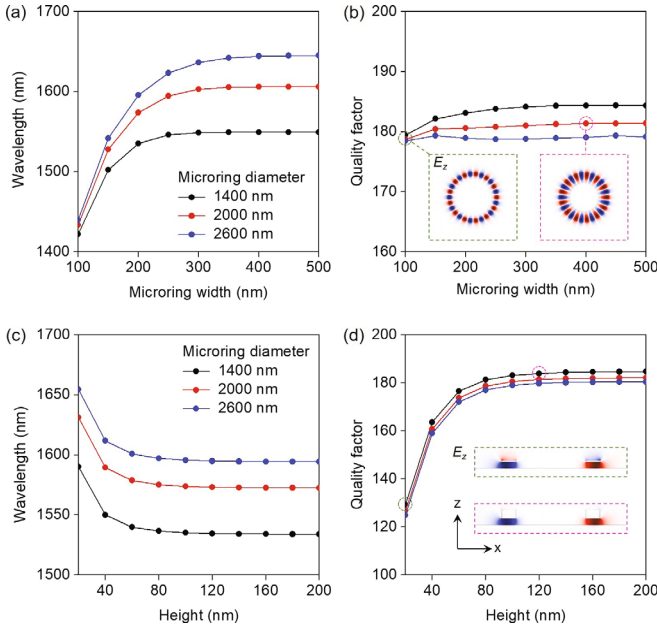 (a)
1700
1600
1500
1400
Wavelength (nm)
Microring diameter
1400 nm
2000 nm
2600 nm
100 200 300 400 500
Microring width (nm)
(b)
200
190
180
170
160
Quality factor
Ez
100 200 300 400 500
Microring width (nm)
(c)
1700
1650
1600
1550
1500
Wavelength (nm)
Microring diameter
1400 nm
2000 nm
2600 nm
40 80 120 160 200
Height (nm)
(d)
200
180
160
140
120
100
Quality factor
Ez
z
x
40 80 120 160 200
Height (nm)